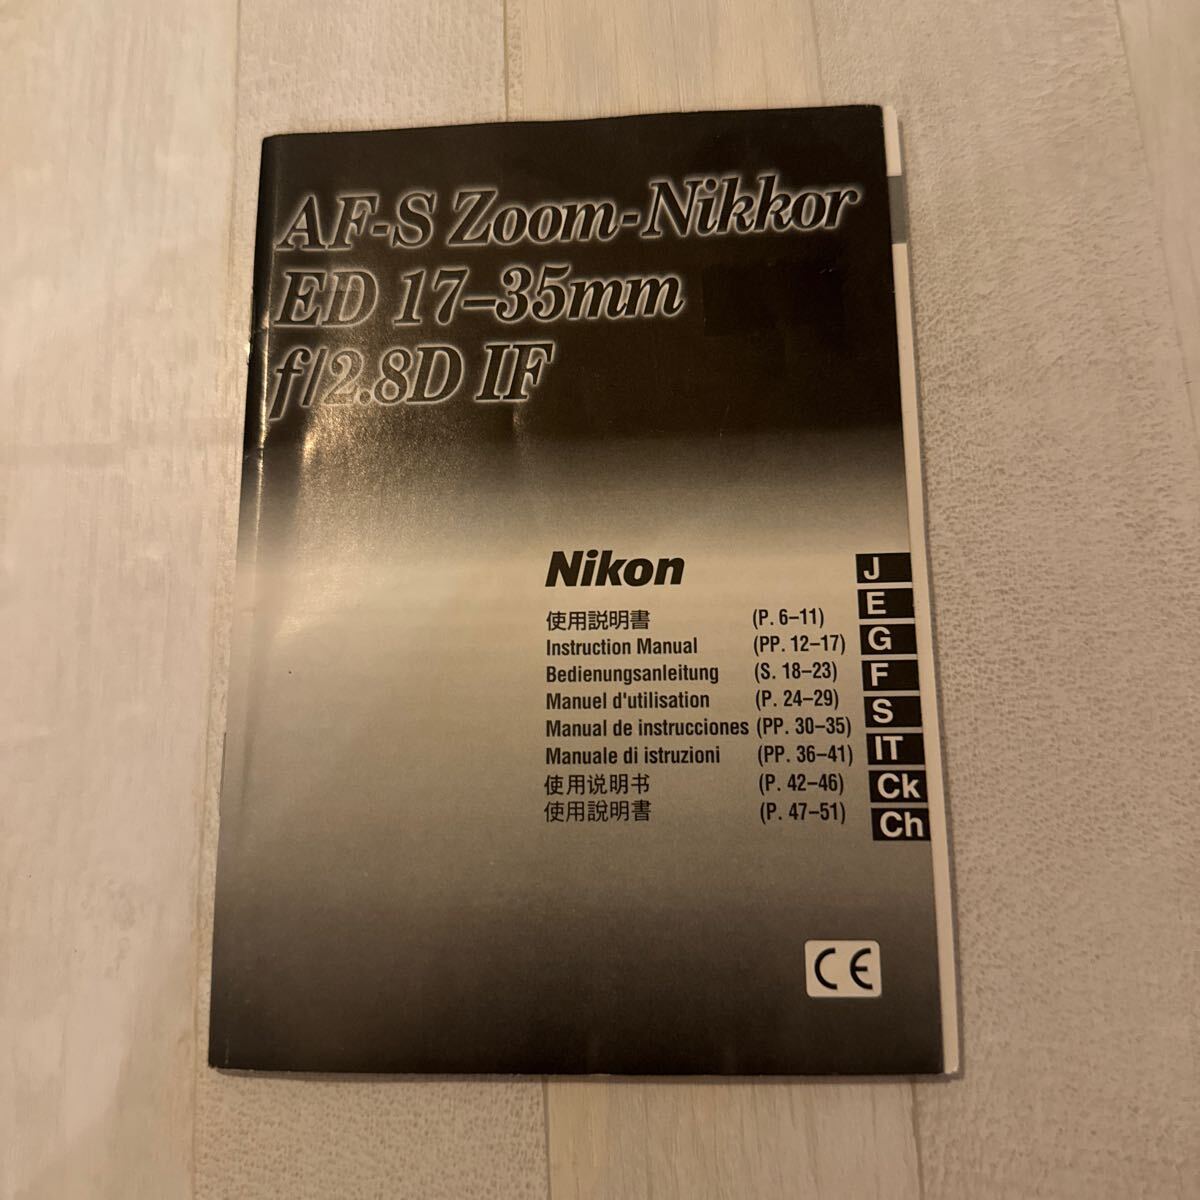 AF-S Zoom-Nikkor
ED 17–35mm
f/2.8D IF
Nikon
使用説明書 (P. 6–11) J
Instruction Manual (PP. 12–17) E
Bedienungsanleitung (S. 18–23) G
Manuel d'utilisation (P. 24–29) F
Manual de instrucciones (PP. 30–35) S
Manuale di istruzioni (PP. 36–41) IT
使用说明书 (P. 42–46) Ck
使用說明書 (P. 47–51) Ch
CE